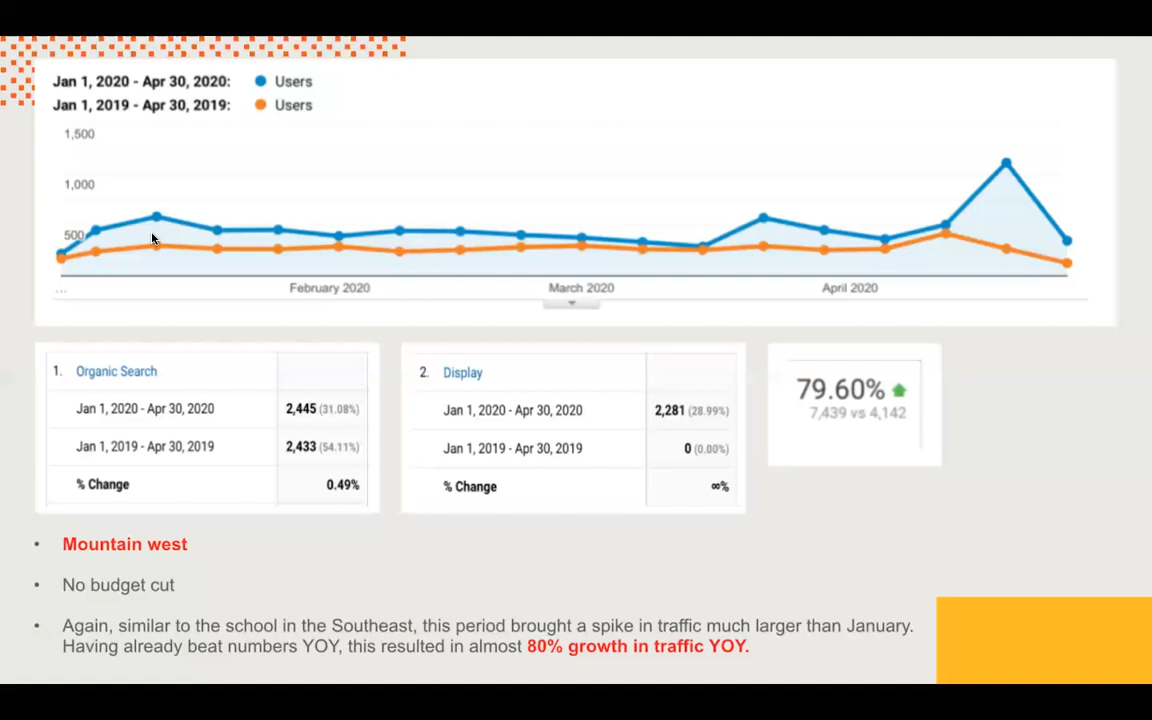 Jan 1, 2020 - Apr 30, 2020: Users
Jan 1, 2019 - Apr 30, 2019: Users
1,500
1,000
500
...
February 2020
March 2020
April 2020
1. Organic Search
Jan 1, 2020 - Apr 30, 2020 2,445 (31.08%)
Jan 1, 2019 - Apr 30, 2019 2,433 (54.11%)
% Change 0.49%
2. Display
Jan 1, 2020 - Apr 30, 2020 2,281 (28.99%)
Jan 1, 2019 - Apr 30, 2019 0 (0.00%)
% Change ∞%
79.60%
7,439 vs 4,142
• Mountain west
• No budget cut
• Again, similar to the school in the Southeast, this period brought a spike in traffic much larger than January.
Having already beat numbers YOY, this resulted in almost 80% growth in traffic YOY.